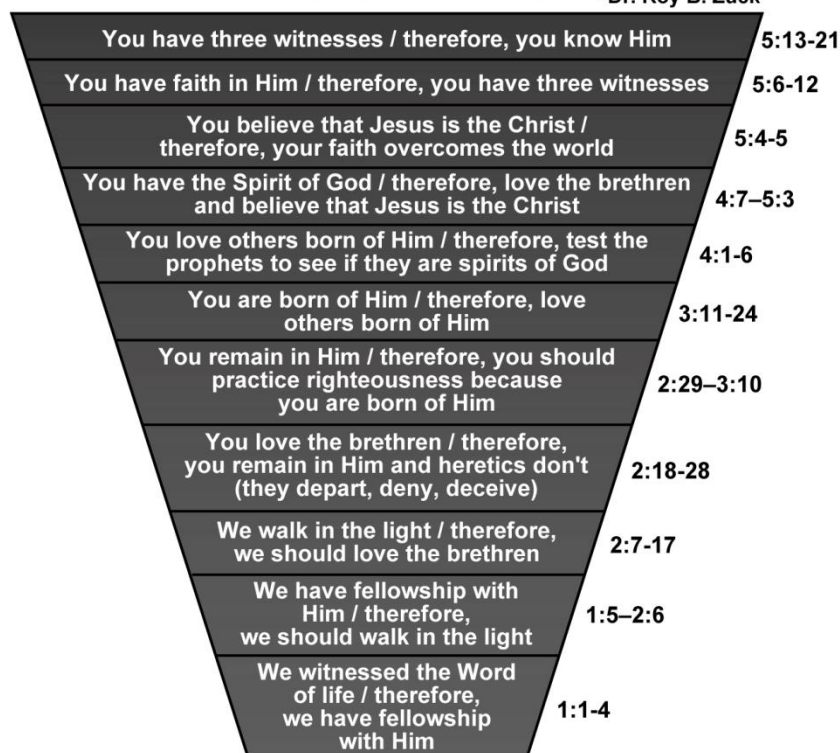 You have three witnesses / therefore, you know Him
5:13-21
You have faith in Him / therefore, you have three witnesses
5:6-12
You believe that Jesus is the Christ /
therefore, your faith overcomes the world
5:4-5
You have the Spirit of God / therefore, love the brethren
and believe that Jesus is the Christ
4:7–5:3
You love others born of Him / therefore, test the
prophets to see if they are spirits of God
4:1-6
You are born of Him / therefore, love
others born of Him
3:11-24
You remain in Him / therefore, you should
practice righteousness because
you are born of Him
2:29–3:10
You love the brethren / therefore,
you remain in Him and heretics don't
(they depart, deny, deceive)
2:18-28
We walk in the light / therefore,
we should love the brethren
2:7-17
We have fellowship with
Him / therefore,
we should walk in the light
1:5–2:6
We witnessed the Word
of life / therefore,
we have fellowship
with Him
1:1-4